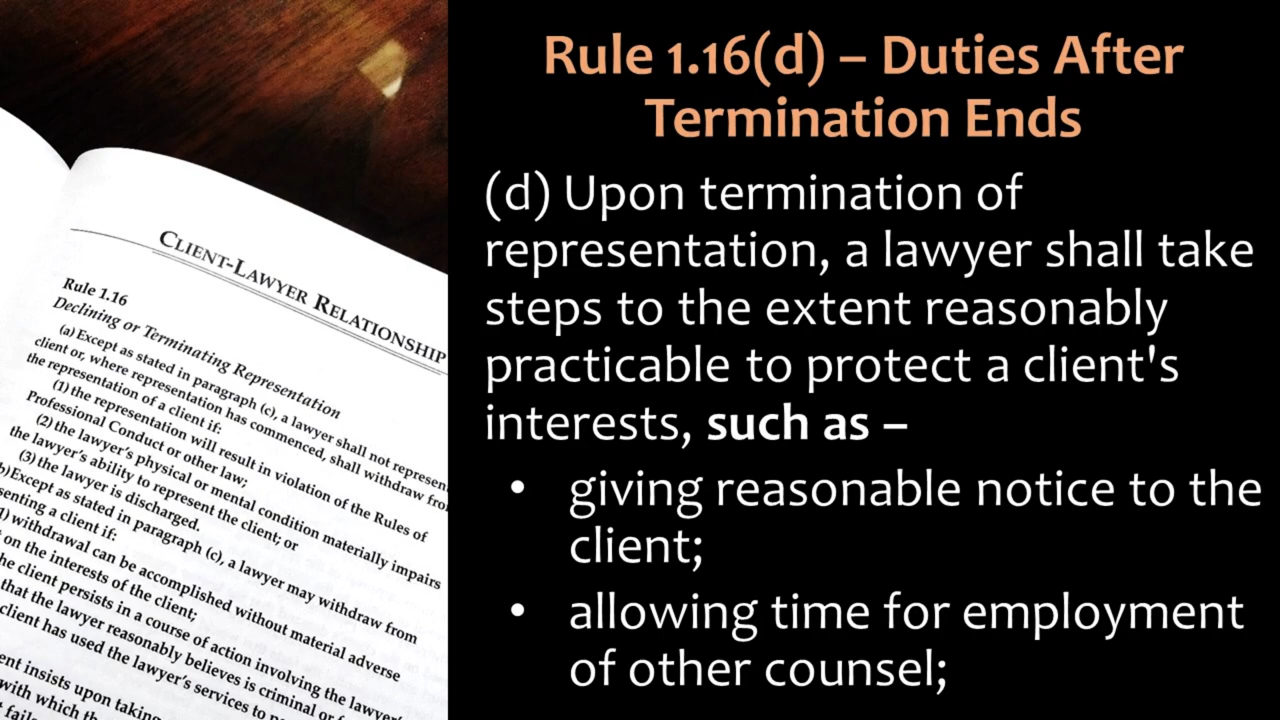 Rule 1.16(d) – Duties After
Termination Ends
(d) Upon termination of
representation, a lawyer shall take
steps to the extent reasonably
practicable to protect a client's
interests, such as –
• giving reasonable notice to the
client;
• allowing time for employment
of other counsel;
CLIENT-LAWYER RELATIONSHIP
Rule 1.16
Declining or Terminating Representation
(a) Except as stated in paragraph (c), a lawyer shall not
client or, where representation has commenced, shall withdraw
the representation of a client if:
(1) the representation will result in violation of the Rules of
Professional Conduct or other law;
(2) the lawyer's physical or mental condition materially impairs
the lawyer's ability to represent the client; or
(3) the lawyer is discharged.
Except as stated in paragraph (c), a lawyer may withdraw from
if:
withdrawal can be accomplished without material adverse
on the interests of the client;
client persists in a course of action involving the lawyer's
that the lawyer reasonably believes is criminal or
client has used the lawyer's services to
insists upon taking
with which